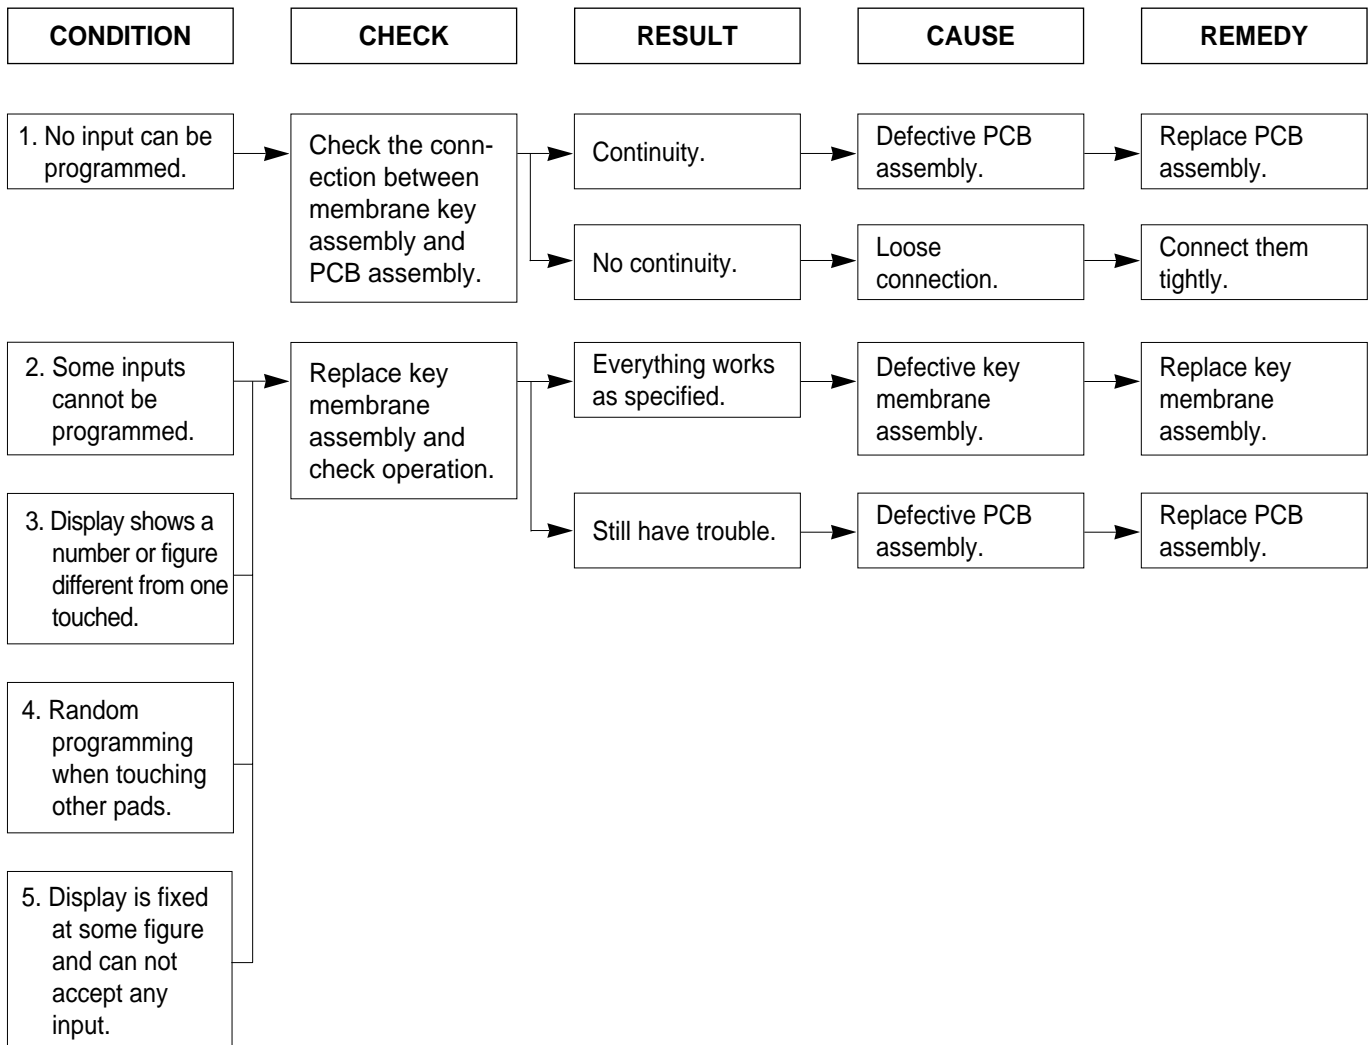 CONDITION
CHECK
RESULT
CAUSE
REMEDY
1. No input can be
programmed.
Check the conn-
ection between
membrane key
assembly and
PCB assembly.
Continuity.
Defective PCB
assembly.
Replace PCB
assembly.
No continuity.
Loose
connection.
Connect them
tightly.
2. Some inputs
cannot be
programmed.
Replace key
membrane
assembly and
check operation.
Everything works
as specified.
Defective key
membrane
assembly.
Replace key
membrane
assembly.
3. Display shows a
number or figure
different from one
touched.
Still have trouble.
Defective PCB
assembly.
Replace PCB
assembly.
4. Random
programming
when touching
other pads.
5. Display is fixed
at some figure
and can not
accept any
input.